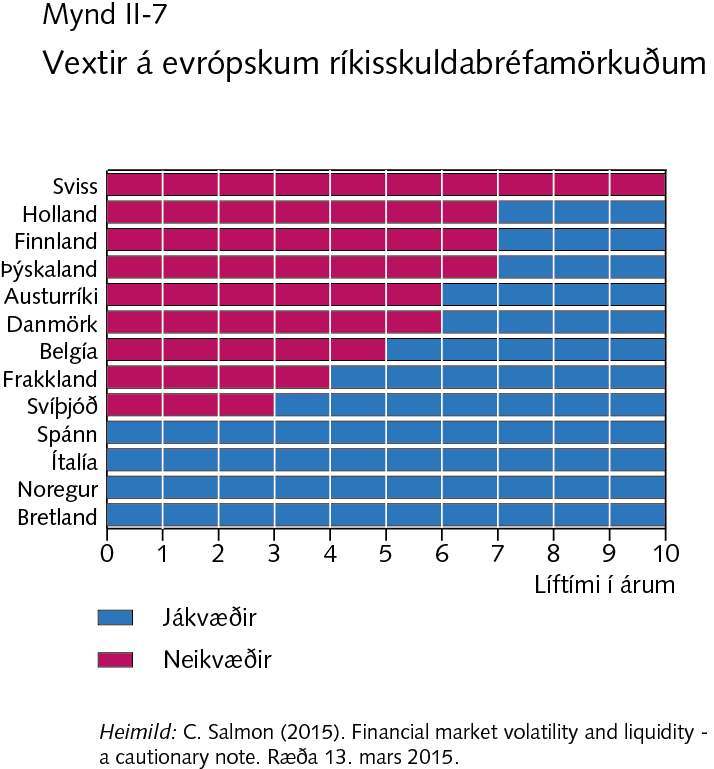 Mynd II-7
Vextir á evrópskum ríkisskuldabréfamörkuðum
Sviss
Holland
Finnland
Þýskaland
Austurríki
Danmörk
Belgía
Frakkland
Svíþjóð
Spánn
Ítalía
Noregur
Bretland
0 1 2 3 4 5 6 7 8 9 10
Líftími í árum
Jákvæðir
Neikvæðir
Heimild: C. Salmon (2015). Financial market volatility and liquidity -
a cautionary note. Ræða 13. mars 2015.